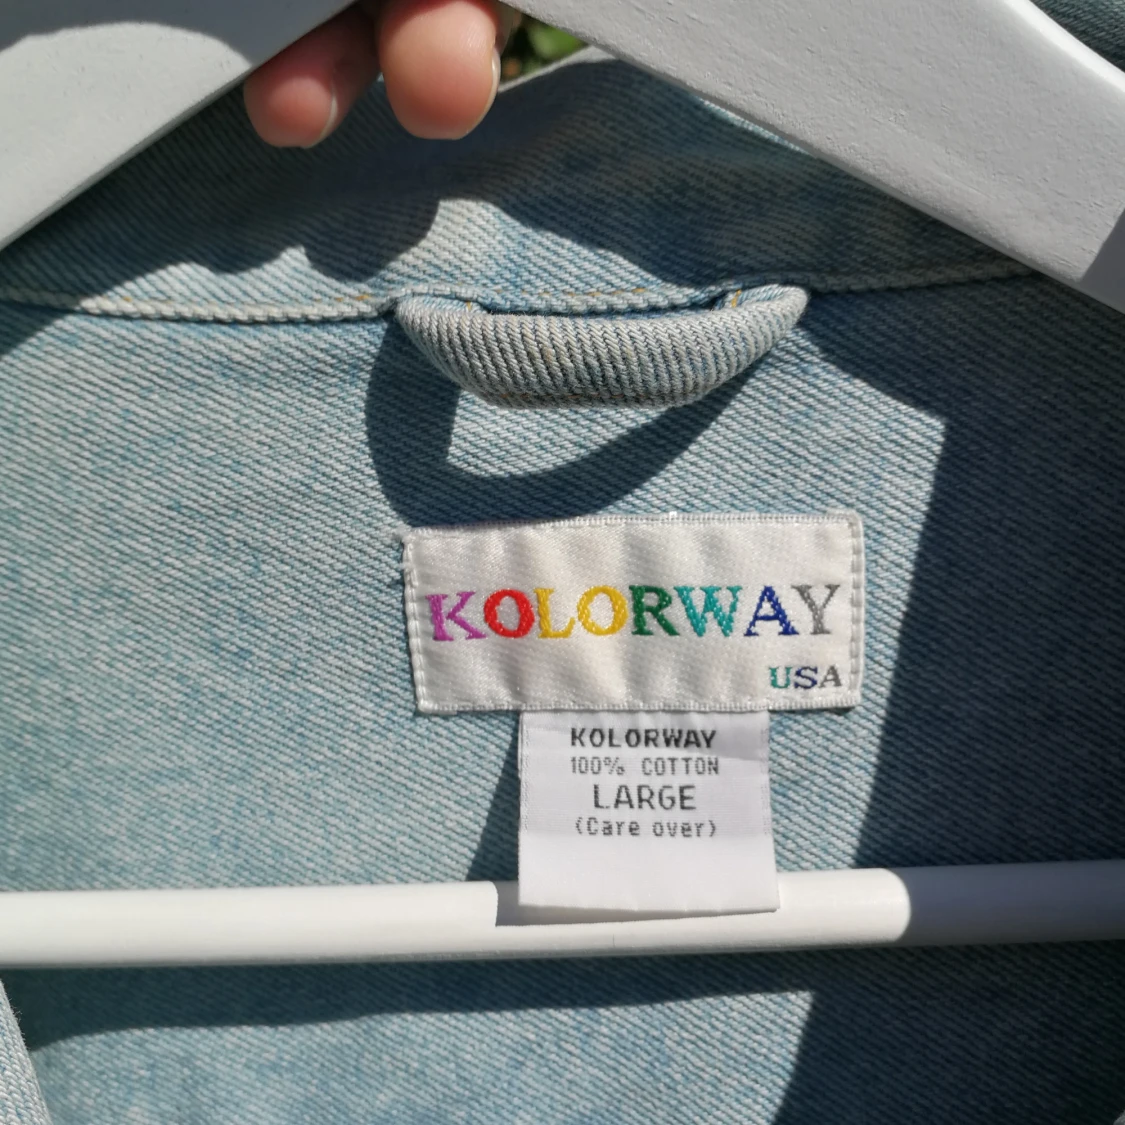 KOLORWAY
USA
KOLORWAY
100% COTTON
LARGE
(Care over)